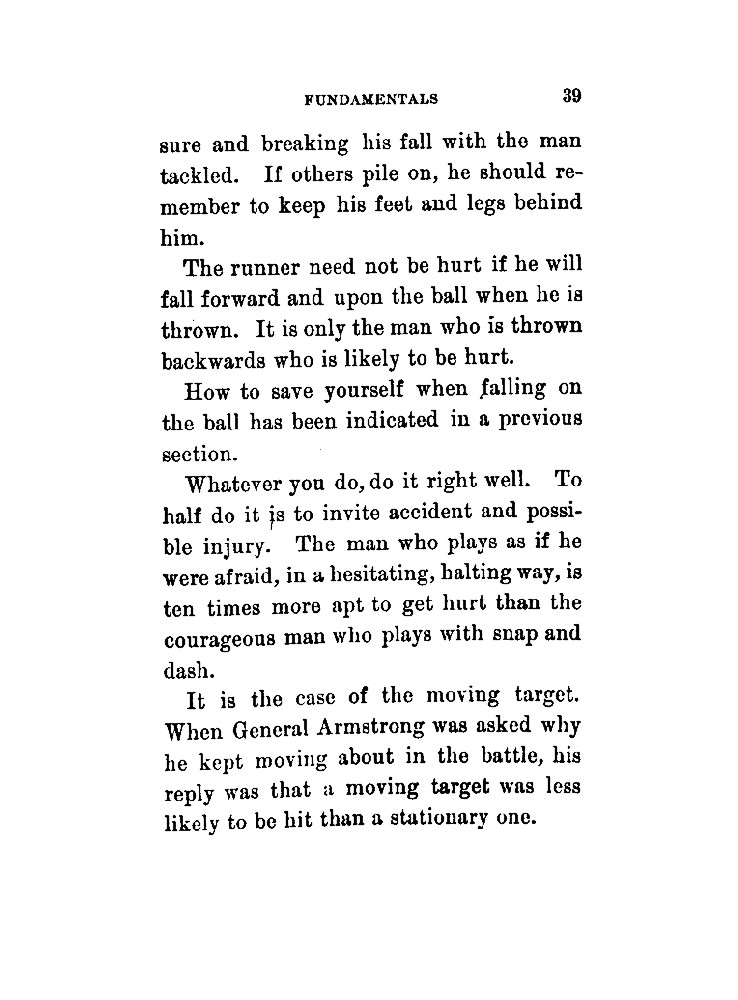 FUNDAMENTALS 39
sure and breaking his fall with the man
tackled. If others pile on, he should re-
member to keep his feet and legs behind
him.
The runner need not be hurt if he will
fall forward and upon the ball when he is
thrown. It is only the man who is thrown
backwards who is likely to be hurt.
How to save yourself when falling on
the ball has been indicated in a previous
section.
Whatever you do, do it right well. To
half do it is to invite accident and possi-
ble injury. The man who plays as if he
were afraid, in a hesitating, halting way, is
ten times more apt to get hurt than the
courageous man who plays with snap and
dash.
It is the case of the moving target.
When General Armstrong was asked why
he kept moving about in the battle, his
reply was that a moving target was less
likely to be hit than a stationary one.